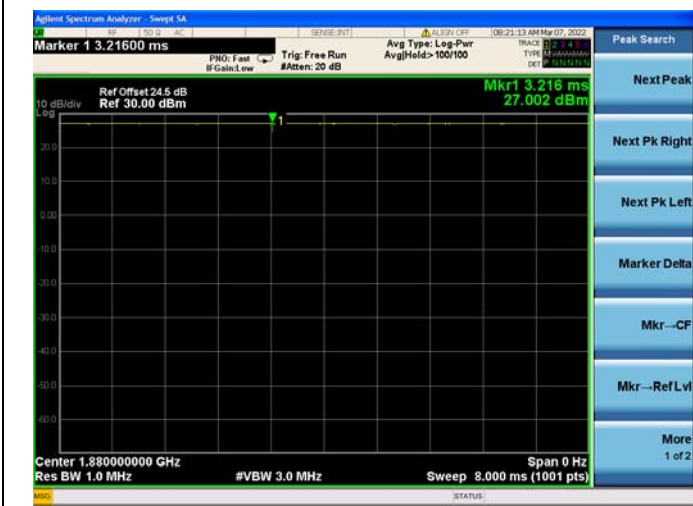 Agilent Spectrum Analyzer - Swept SA
LXI RF 50 Ω AC SENSE:INT ALIGN OFF 08:21:13 AM Mar 07, 2022
Marker 1 3.21600 ms
PNO: Fast
IFGain:Low
Trig: Free Run
#Atten: 20 dB
Avg Type: Log-Pwr
Avg|Hold:> 100/100
TRACE 1 2 3 4 5 6
TYPE M WWWWW
DET P N N N N N
Peak Search
Mkr1 3.216 ms
27.002 dBm
Ref Offset 24.5 dB
10 dB/div Ref 30.00 dBm
Log
1
20.0
10.0
0.00
-10.0
-20.0
-30.0
-40.0
-50.0
-60.0
Next Peak
Next Pk Right
Next Pk Left
Marker Delta
Mkr→CF
Mkr→Ref Lvl
More
1 of 2
Center 1.880000000 GHz Span 0 Hz
Res BW 1.0 MHz #VBW 3.0 MHz Sweep 8.000 ms (1001 pts)
MSG STATUS